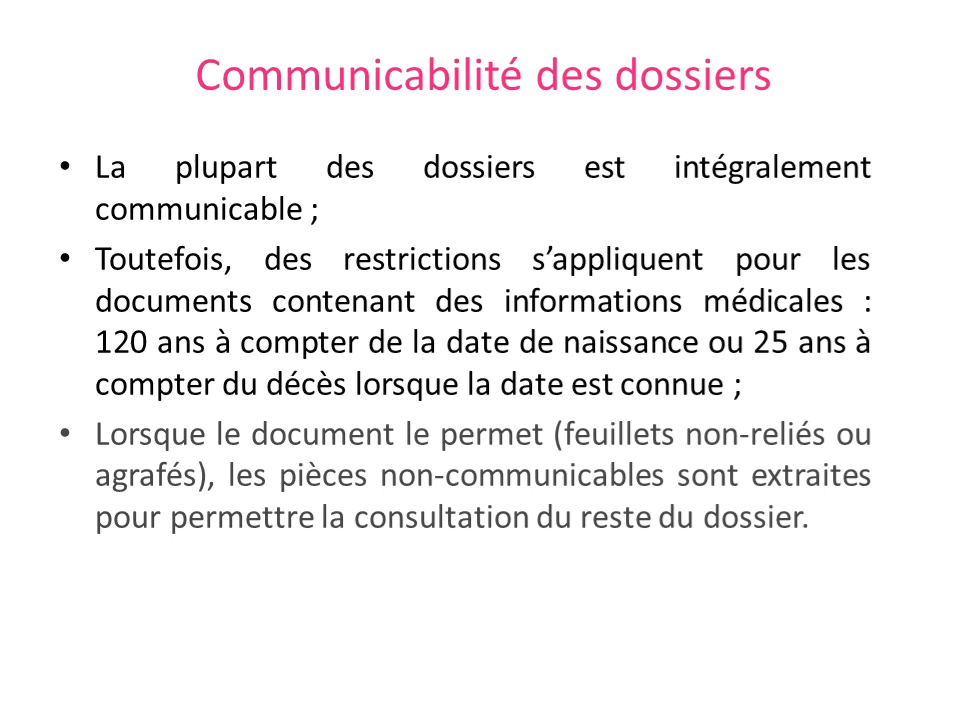 Communicabilité des dossiers
• La plupart des dossiers est intégralement
communicable ;
• Toutefois, des restrictions s’appliquent pour les
documents contenant des informations médicales :
120 ans à compter de la date de naissance ou 25 ans à
compter du décès lorsque la date est connue ;
• Lorsque le document le permet (feuillets non-reliés ou
agrafés), les pièces non-communicables sont extraites
pour permettre la consultation du reste du dossier.